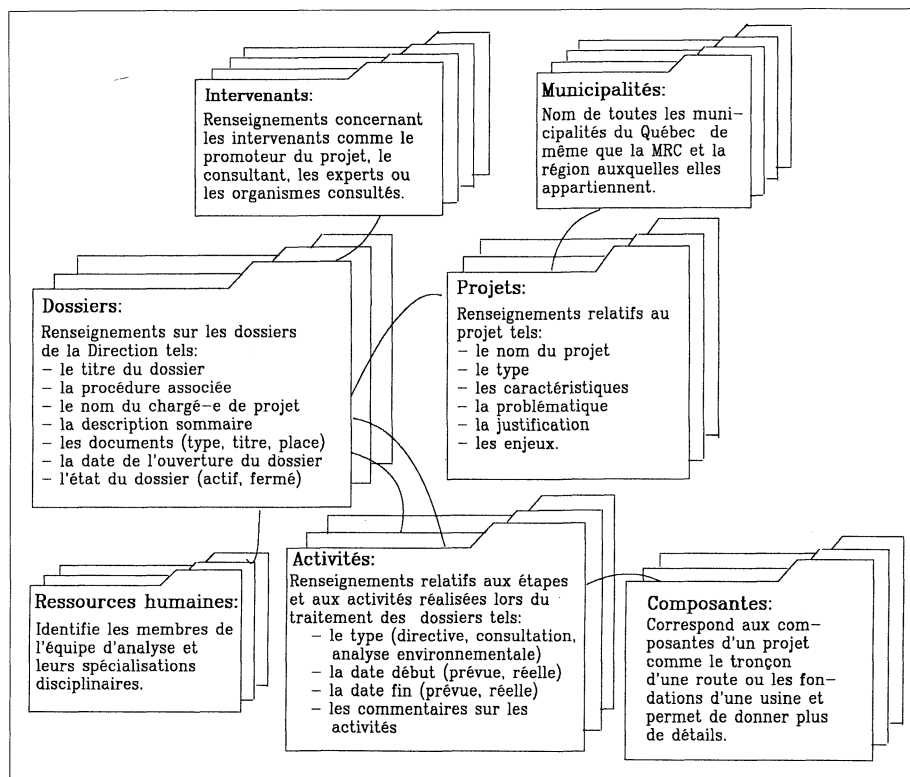 Intervenants:
Renseignements concernant
les intervenants comme le
promoteur du projet, le
consultant, les experts ou
les organismes consultés.
Municipalités:
Nom de toutes les muni-
cipalités du Québec de
même que la MRC et la
région auxquelles elles
appartiennent.
Dossiers:
Renseignements sur les dossiers
de la Direction tels:
– le titre du dossier
– la procédure associée
– le nom du chargé-e de projet
– la description sommaire
– les documents (type, titre, place)
– la date de l'ouverture du dossier
– l'état du dossier (actif, fermé)
Projets:
Renseignements relatifs au
projet tels:
– le nom du projet
– le type
– les caractéristiques
– la problématique
– la justification
– les enjeux.
Ressources humaines:
Identifie les membres de
l'équipe d'analyse et
leurs spécialisations
disciplinaires.
Activités:
Renseignements relatifs aux étapes
et aux activités réalisées lors du
traitement des dossiers tels:
– le type (directive, consultation,
analyse environnementale)
– la date début (prévue, réelle)
– la date fin (prévue, réelle)
– les commentaires sur les
activités
Composantes:
Correspond aux com-
posantes d'un projet
comme le tronçon
d'une route ou les fon-
dations d'une usine et
permet de donner plus
de détails.